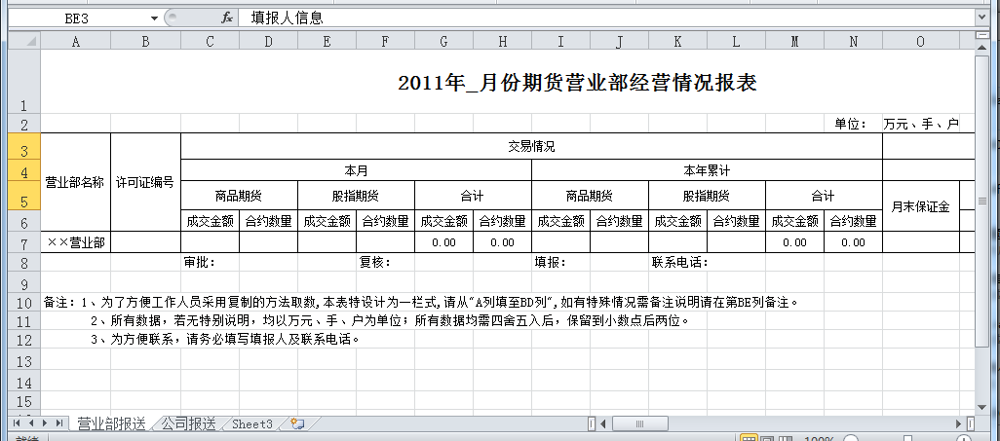 BE3 fx 填报人信息
A B C D E F G H I J K L M N O
1 2011年_月份期货营业部经营情况报表
2 单位： 万元、手、户
3 交易情况
4 营业部名称 许可证编号 本月 本年累计
5 商品期货 股指期货 合计 商品期货 股指期货 合计 月末保证金
6 成交金额 合约数量 成交金额 合约数量 成交金额 合约数量 成交金额 合约数量 成交金额 合约数量 成交金额 合约数量
7 ××营业部 0.00 0.00 0.00 0.00
8 审批： 复核： 填报： 联系电话：
9
10 备注：1、为了方便工作人员采用复制的方法取数,本表特设计为一栏式,请从"A列填至BD列",如有特殊情况需备注说明请在第BE列备注。
11 2、所有数据，若无特别说明，均以万元、手、户为单位；所有数据均需四舍五入后，保留到小数点后两位。
12 3、为方便联系，请务必填写填报人及联系电话。
13
14
15
营业部报送 公司报送 Sheet3
就绪 100%